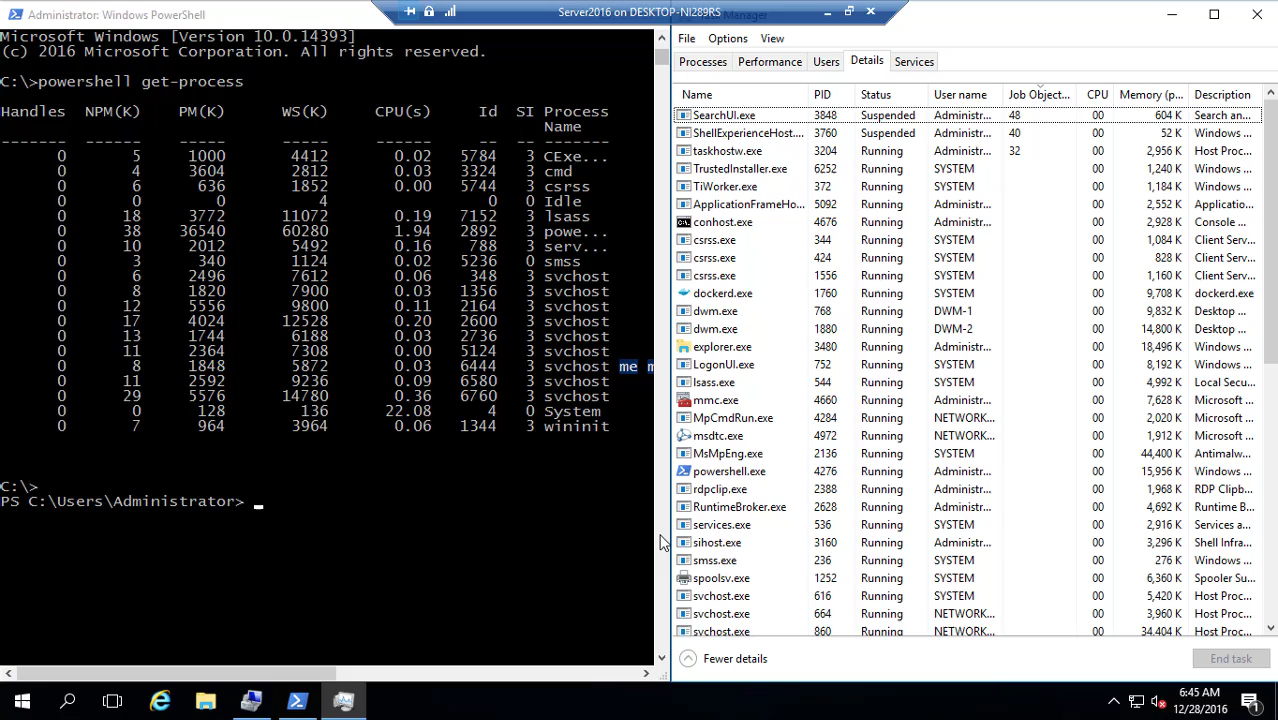 Administrator: Windows PowerShell
Server2016 on DESKTOP-NI289RS
Microsoft Windows [Version 10.0.14393]
(c) 2016 Microsoft Corporation. All rights reserved.
C:\>powershell get-process
Handles NPM(K) PM(K) WS(K) CPU(s) Id SI Process
Name
------- ------ ----- ----- ------ -- -- -------
0 5 1000 4412 0.02 5784 3 CExe...
0 4 3604 2812 0.03 3324 3 cmd
0 6 636 1852 0.00 5744 3 csrss
0 0 0 4 0 0 Idle
0 18 3772 11072 0.19 7152 3 lsass
0 38 36540 60280 1.94 2892 3 powe...
0 10 2012 5492 0.16 788 3 serv...
0 3 340 1124 0.02 5236 0 smss
0 6 2496 7612 0.06 348 3 svchost
0 8 1820 7900 0.03 1356 3 svchost
0 12 5556 9800 0.11 2164 3 svchost
0 17 4024 12528 0.20 2600 3 svchost
0 13 1744 6188 0.03 2736 3 svchost
0 11 2364 7308 0.00 5124 3 svchost
0 8 1848 5872 0.03 6444 3 svchost me
0 11 2592 9236 0.09 6580 3 svchost
0 29 5576 14780 0.36 6760 3 svchost
0 0 128 136 22.08 4 0 System
0 7 964 3964 0.06 1344 3 wininit
C:\>
PS C:\Users\Administrator>
File Options View
Processes Performance Users Details Services
Name PID Status User name Job Object... CPU Memory (p... Description
SearchUI.exe 3848 Suspended Administr... 48 00 604 K Search an...
ShellExperienceHost.... 3760 Suspended Administr... 40 00 52 K Windows ...
taskhostw.exe 3204 Running Administr... 32 00 2,956 K Host Proc...
TrustedInstaller.exe 6252 Running SYSTEM 00 1,240 K Windows ...
TiWorker.exe 372 Running SYSTEM 00 1,184 K Windows ...
ApplicationFrameHo... 5092 Running Administr... 00 2,252 K Applicatio...
conhost.exe 4676 Running Administr... 00 2,928 K Console ...
csrss.exe 344 Running SYSTEM 00 1,084 K Client Serv...
csrss.exe 424 Running SYSTEM 00 828 K Client Serv...
csrss.exe 1556 Running SYSTEM 00 1,160 K Client Serv...
dockerd.exe 1760 Running SYSTEM 00 9,708 K dockerd.exe
dwm.exe 768 Running DWM-1 00 9,832 K Desktop ...
dwm.exe 1880 Running DWM-2 00 14,800 K Desktop ...
explorer.exe 3480 Running Administr... 00 18,496 K Windows ...
LogonUI.exe 752 Running SYSTEM 00 8,192 K Windows ...
lsass.exe 544 Running SYSTEM 00 4,992 K Local Secu...
mmc.exe 4660 Running Administr... 00 7,628 K Microsoft ...
MpCmdRun.exe 4284 Running NETWORK... 00 2,020 K Microsoft ...
msdtc.exe 4972 Running NETWORK... 00 1,912 K Microsoft ...
MsMpEng.exe 2136 Running SYSTEM 00 44,400 K Antimalw...
powershell.exe 4276 Running Administr... 00 15,956 K Windows ...
rdpclip.exe 2388 Running Administr... 00 1,968 K RDP Clipb...
RuntimeBroker.exe 2628 Running Administr... 00 4,692 K Runtime B...
services.exe 536 Running SYSTEM 00 2,916 K Services a...
sihost.exe 3160 Running Administr... 00 3,296 K Shell Infra...
smss.exe 236 Running SYSTEM 00 276 K Windows ...
spoolsv.exe 1252 Running SYSTEM 00 6,360 K Spooler Su...
svchost.exe 616 Running SYSTEM 00 5,420 K Host Proc...
svchost.exe 664 Running NETWORK... 00 3,960 K Host Proc...
svchost.exe 860 Running NETWORK... 00 34,404 K Host Proc...
Fewer details
End task
6:45 AM
12/28/2016
1